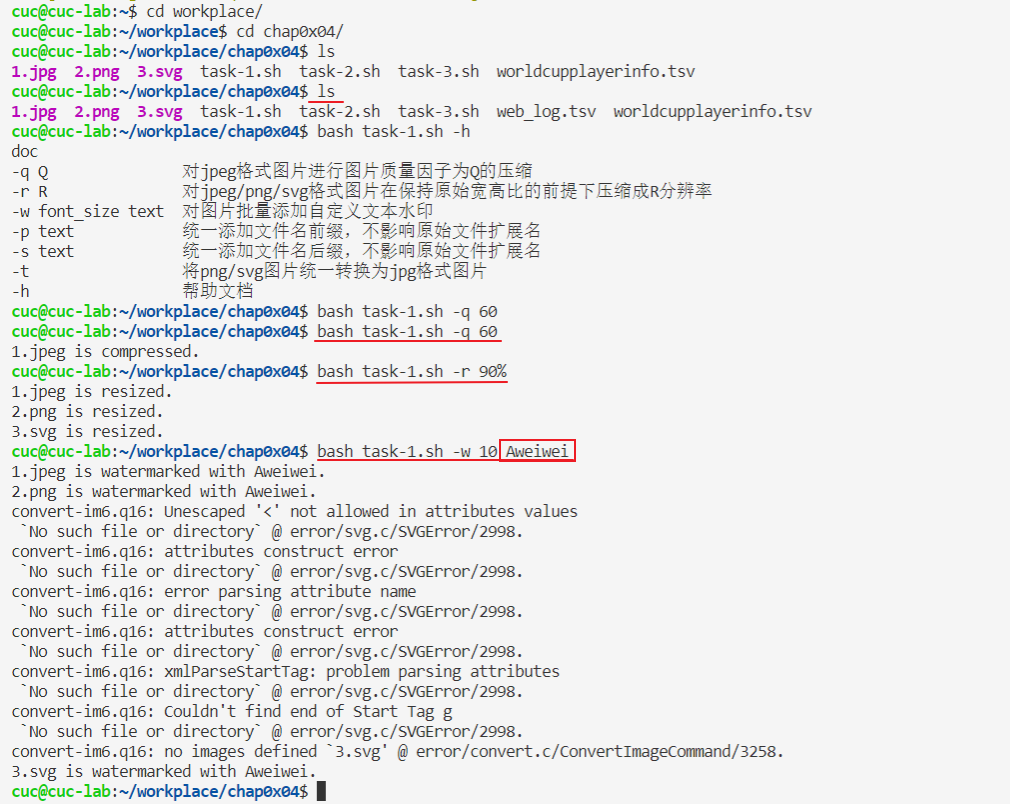 cuc@cuc-lab:~$ cd workplace/
cuc@cuc-lab:~/workplace$ cd chap0x04/
cuc@cuc-lab:~/workplace/chap0x04$ ls
1.jpg 2.png 3.svg task-1.sh task-2.sh task-3.sh worldcupplayerinfo.tsv
cuc@cuc-lab:~/workplace/chap0x04$ ls
1.jpg 2.png 3.svg task-1.sh task-2.sh task-3.sh web_log.tsv worldcupplayerinfo.tsv
cuc@cuc-lab:~/workplace/chap0x04$ bash task-1.sh -h
doc
-q Q 对jpeg格式图片进行图片质量因子为Q的压缩
-r R 对jpeg/png/svg格式图片在保持原始宽高比的前提下压缩成R分辨率
-w font_size text 对图片批量添加自定义文本水印
-p text 统一添加文件名前缀，不影响原始文件扩展名
-s text 统一添加文件名后缀，不影响原始文件扩展名
-t 将png/svg图片统一转换为jpg格式图片
-h 帮助文档
cuc@cuc-lab:~/workplace/chap0x04$ bash task-1.sh -q 60
cuc@cuc-lab:~/workplace/chap0x04$ bash task-1.sh -q 60
1.jpeg is compressed.
cuc@cuc-lab:~/workplace/chap0x04$ bash task-1.sh -r 90%
1.jpeg is resized.
2.png is resized.
3.svg is resized.
cuc@cuc-lab:~/workplace/chap0x04$ bash task-1.sh -w 10 Aweiwei
1.jpeg is watermarked with Aweiwei.
2.png is watermarked with Aweiwei.
convert-im6.q16: Unescaped '<' not allowed in attributes values
`No such file or directory` @ error/svg.c/SVGError/2998.
convert-im6.q16: attributes construct error
`No such file or directory` @ error/svg.c/SVGError/2998.
convert-im6.q16: error parsing attribute name
`No such file or directory` @ error/svg.c/SVGError/2998.
convert-im6.q16: attributes construct error
`No such file or directory` @ error/svg.c/SVGError/2998.
convert-im6.q16: xmlParseStartTag: problem parsing attributes
`No such file or directory` @ error/svg.c/SVGError/2998.
convert-im6.q16: Couldn't find end of Start Tag g
`No such file or directory` @ error/svg.c/SVGError/2998.
convert-im6.q16: no images defined `3.svg' @ error/convert.c/ConvertImageCommand/3258.
3.svg is watermarked with Aweiwei.
cuc@cuc-lab:~/workplace/chap0x04$